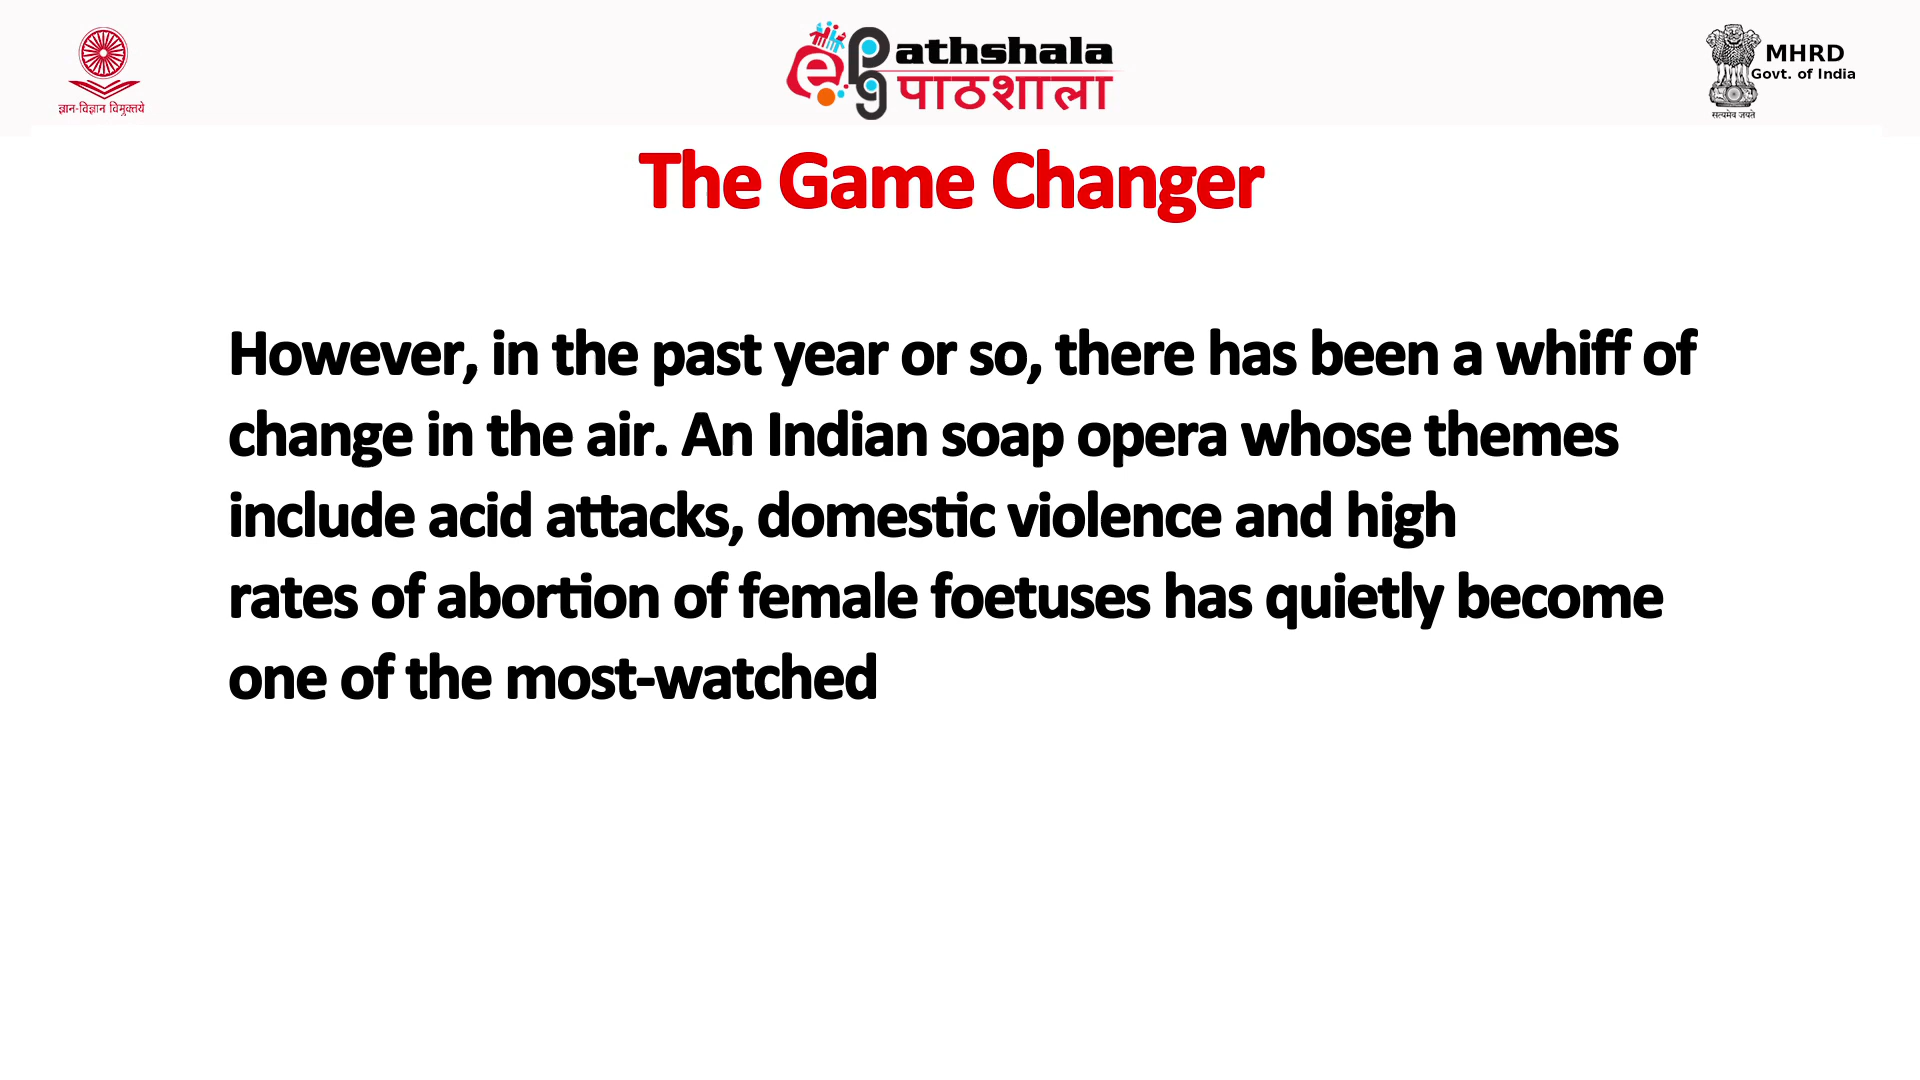 ज्ञान-विज्ञान विमुक्तये
ePG Pathshala
पाठशाला
MHRD
Govt. of India
सत्यमेव जयते
The Game Changer
However, in the past year or so, there has been a whiff of
change in the air. An Indian soap opera whose themes
include acid attacks, domestic violence and high
rates of abortion of female foetuses has quietly become
one of the most-watched